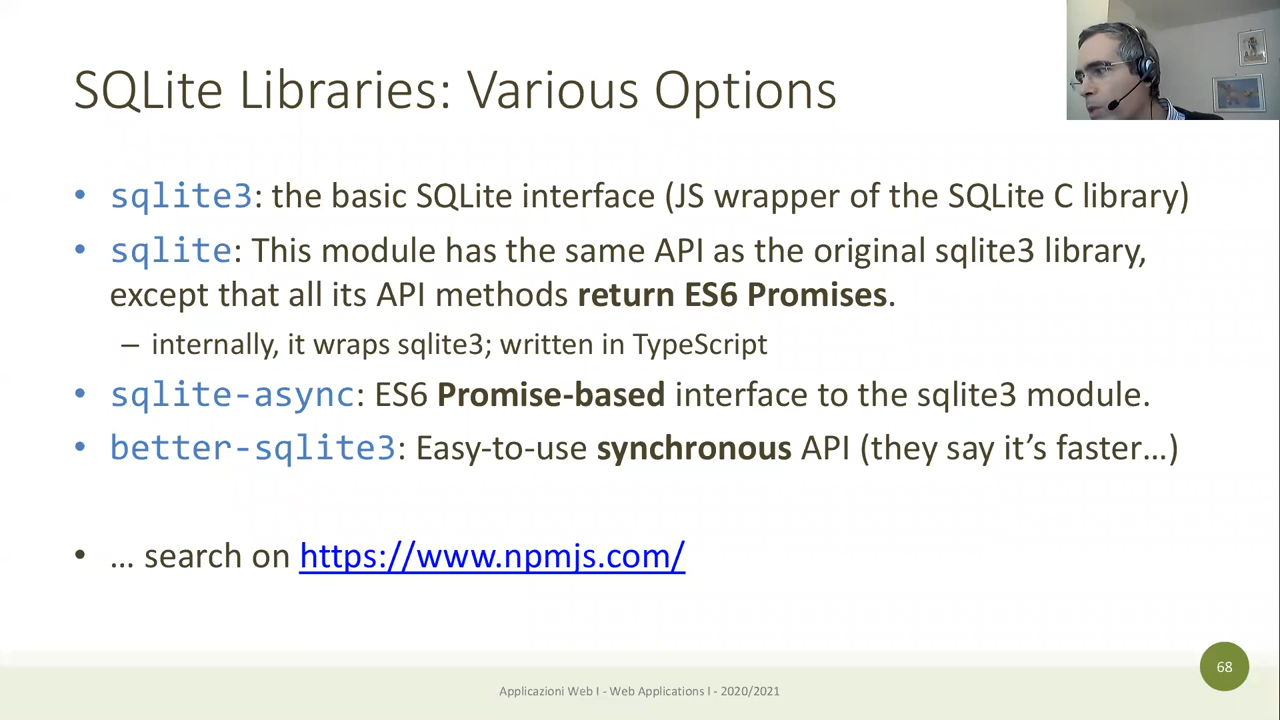 SQLite Libraries: Various Options
• sqlite3: the basic SQLite interface (JS wrapper of the SQLite C library)
• sqlite: This module has the same API as the original sqlite3 library,
except that all its API methods return ES6 Promises.
– internally, it wraps sqlite3; written in TypeScript
• sqlite-async: ES6 Promise-based interface to the sqlite3 module.
• better-sqlite3: Easy-to-use synchronous API (they say it’s faster…)
• … search on https://www.npmjs.com/
68
Applicazioni Web I - Web Applications I - 2020/2021